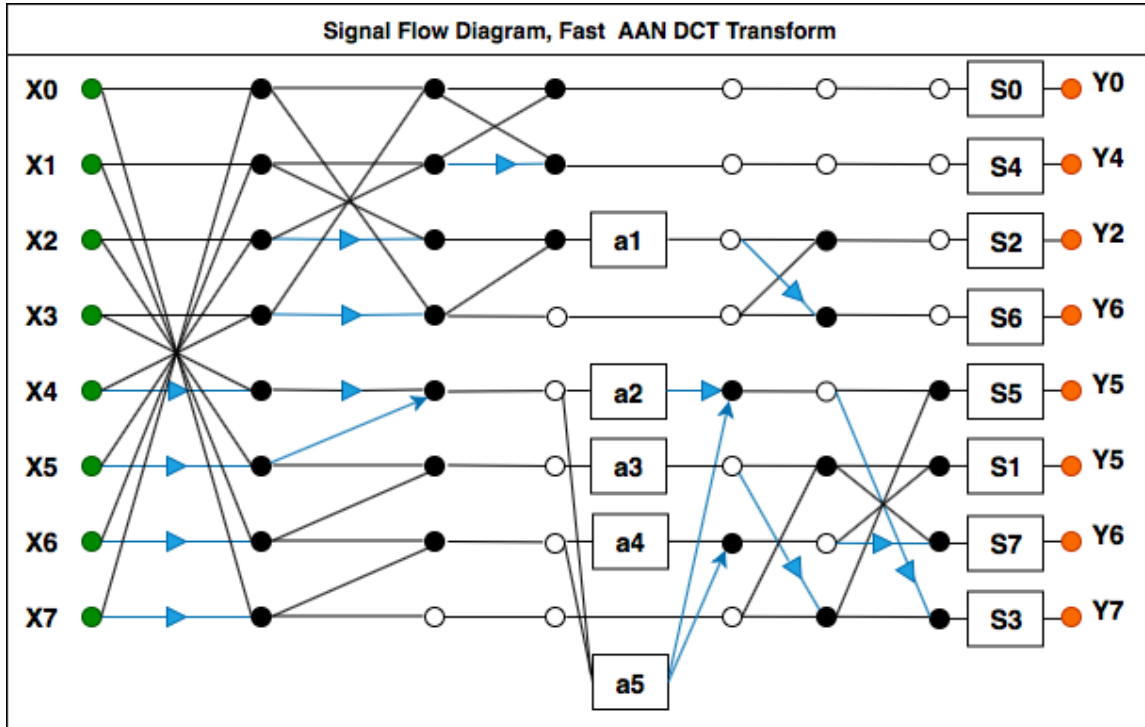 Signal Flow Diagram, Fast AAN DCT Transform
X0 S0 Y0
X1 S4 Y4
X2 a1 S2 Y2
X3 S6 Y6
X4 a2 S5 Y5
X5 a3 S1 Y5
X6 a4 S7 Y6
X7 S3 Y7
a5